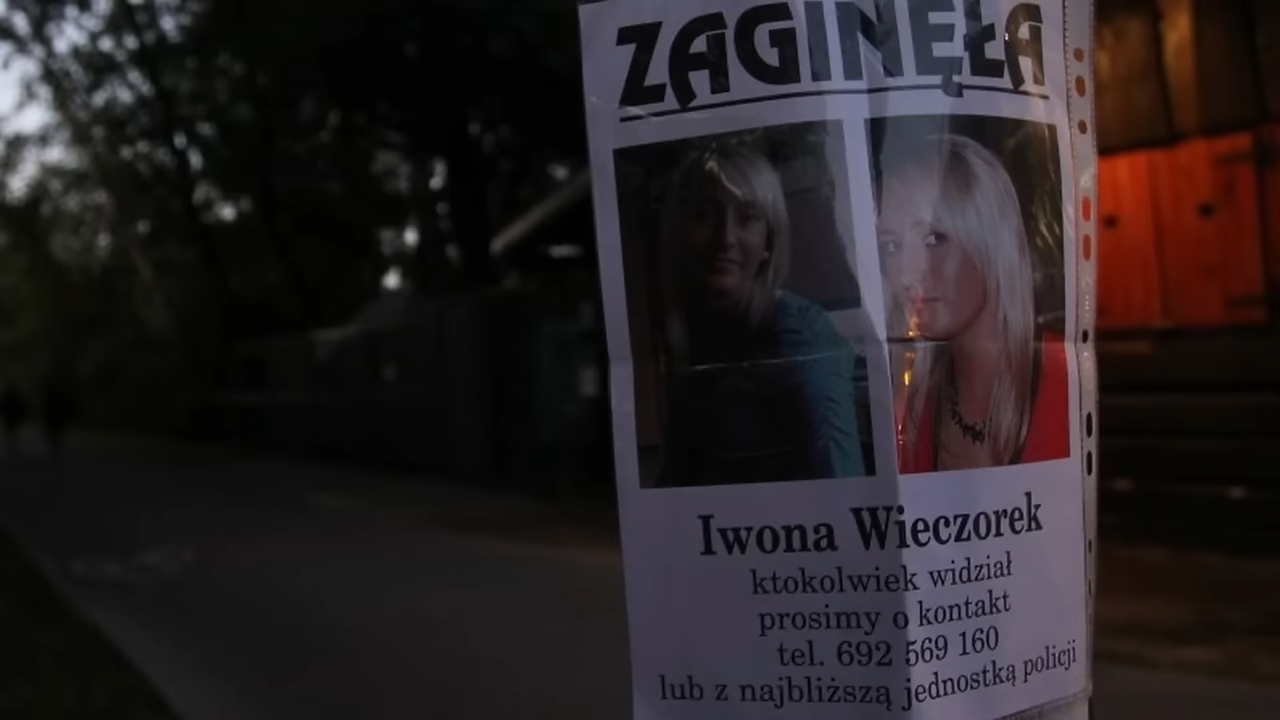 ZAGINĘŁA
Iwona Wieczorek
ktokolwiek widział
prosimy o kontakt
tel. 692 569 160
lub z najbliższą jednostką policji